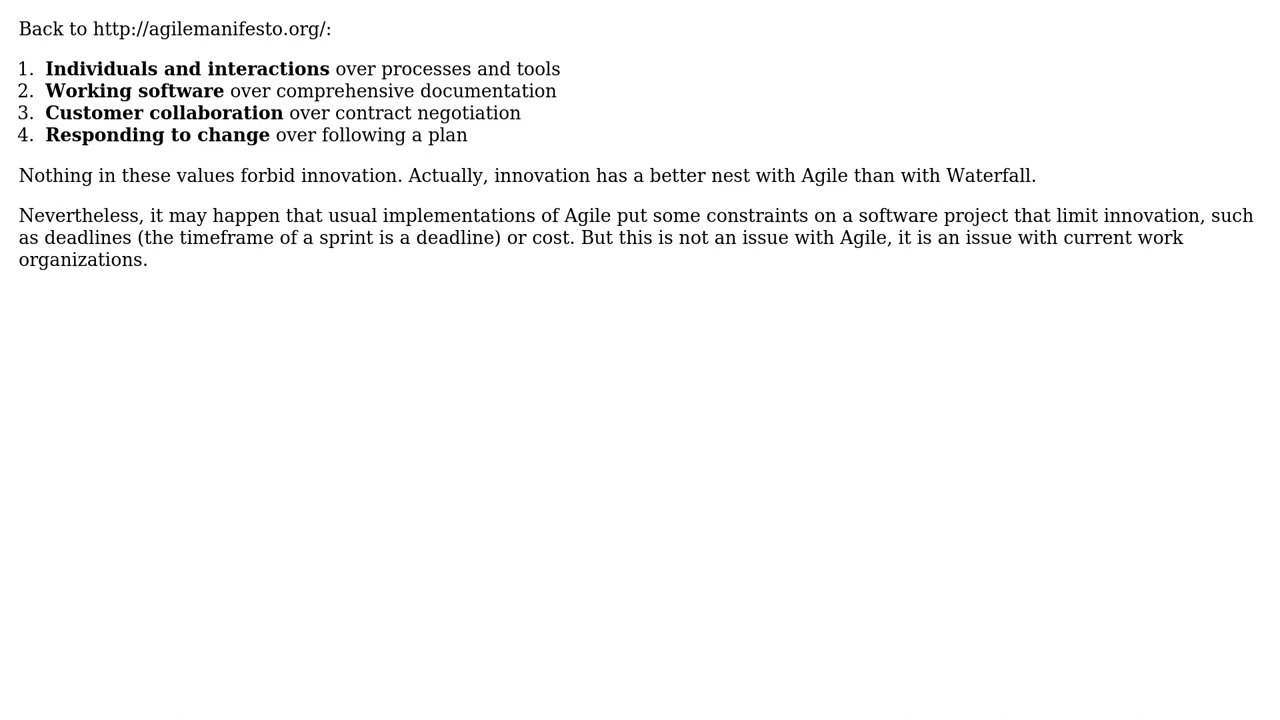 Back to http://agilemanifesto.org/:
1. Individuals and interactions over processes and tools
2. Working software over comprehensive documentation
3. Customer collaboration over contract negotiation
4. Responding to change over following a plan
Nothing in these values forbid innovation. Actually, innovation has a better nest with Agile than with Waterfall.
Nevertheless, it may happen that usual implementations of Agile put some constraints on a software project that limit innovation, such
as deadlines (the timeframe of a sprint is a deadline) or cost. But this is not an issue with Agile, it is an issue with current work
organizations.